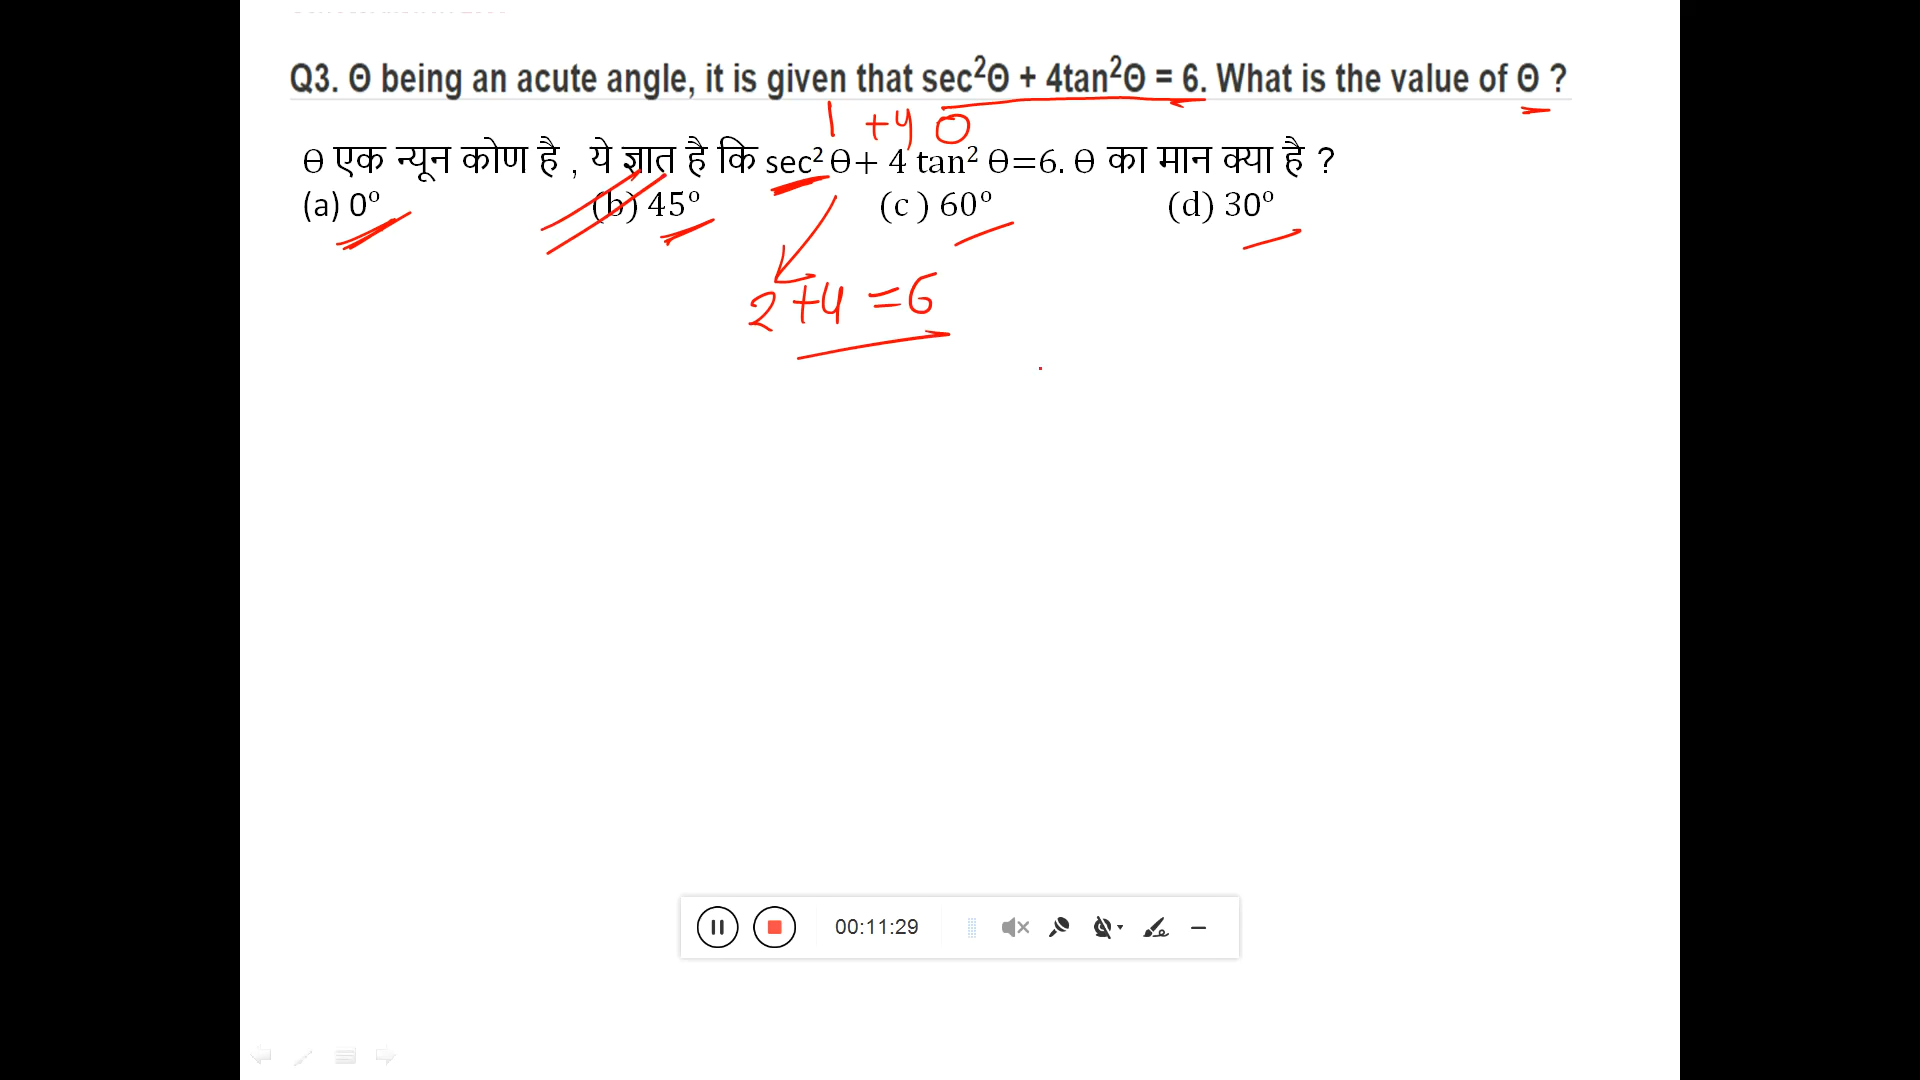 Q3. Θ being an acute angle, it is given that sec²Θ + 4tan²Θ = 6. What is the value of Θ ?
1 +4 0
Θ एक न्यून कोण है , ये ज्ञात है कि sec² Θ+ 4 tan² Θ=6. Θ का मान क्या है ?
(a) 0° (b) 45° (c ) 60° (d) 30°
2 +4 =6
00:11:29